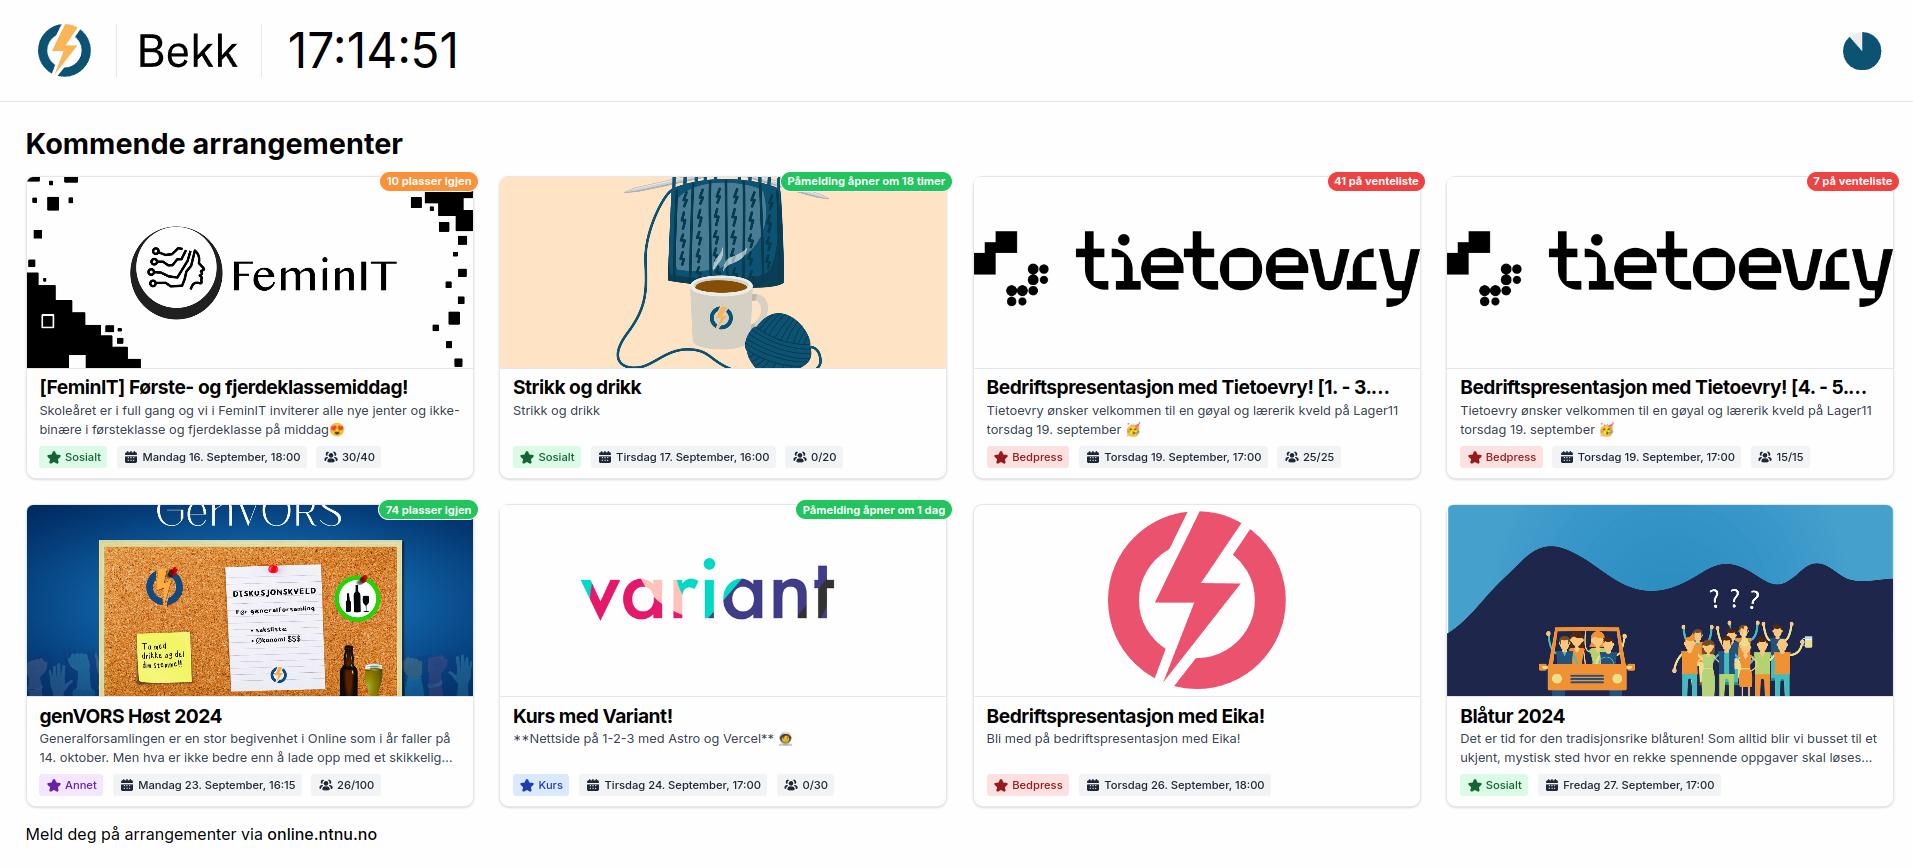 Bekk
17:14:51
Kommende arrangementer
10 plasser igjen
FeminIT
[FeminIT] Første- og fjerdeklassemiddag!
Skoleåret er i full gang og vi i FeminIT inviterer alle nye jenter og ikke-
binære i førsteklasse og fjerdeklasse på middag😍
Sosialt
Mandag 16. September, 18:00
30/40
Påmelding åpner om 18 timer
Strikk og drikk
Strikk og drikk
Sosialt
Tirsdag 17. September, 16:00
0/20
41 på venteliste
tietoevry
Bedriftspresentasjon med Tietoevry! [1. - 3....
Tietoevry ønsker velkommen til en gøyal og lærerik kveld på Lager11
torsdag 19. september 🥳
Bedpress
Torsdag 19. September, 17:00
25/25
7 på venteliste
tietoevry
Bedriftspresentasjon med Tietoevry! [4. - 5....
Tietoevry ønsker velkommen til en gøyal og lærerik kveld på Lager11
torsdag 19. september 🥳
Bedpress
Torsdag 19. September, 17:00
15/15
74 plasser igjen
GenVORS
DISKUSJONSKVELD
Før generalforsamling
• saksliste
• Økonomi $$$
Ta med
drikke og del
din stemme!!
genVORS Høst 2024
Generalforsamlingen er en stor begivenhet i Online som i år faller på
14. oktober. Men hva er ikke bedre enn å lade opp med et skikkelig...
Annet
Mandag 23. September, 16:15
26/100
Påmelding åpner om 1 dag
variant
Kurs med Variant!
**Nettside på 1-2-3 med Astro og Vercel** 🧑‍🚀
Kurs
Tirsdag 24. September, 17:00
0/30
Bedriftspresentasjon med Eika!
Bli med på bedriftspresentasjon med Eika!
Bedpress
Torsdag 26. September, 18:00
? ? ?
Blåtur 2024
Det er tid for den tradisjonsrike blåturen! Som alltid blir vi busset til et
ukjent, mystisk sted hvor en rekke spennende oppgaver skal løses...
Sosialt
Fredag 27. September, 17:00
Meld deg på arrangementer via online.ntnu.no